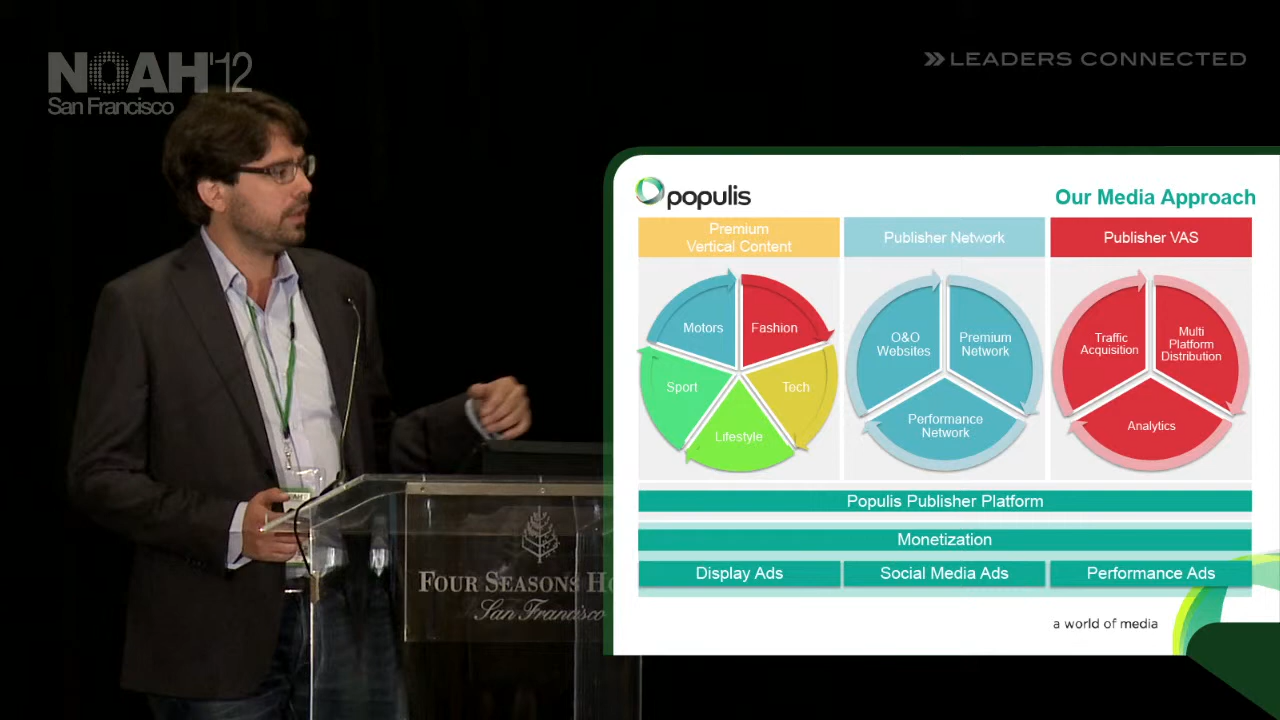 NOAH'12
San Francisco
LEADERS CONNECTED
populis
Our Media Approach
Premium
Vertical Content
Publisher Network
Publisher VAS
Motors
Fashion
Sport
Tech
Lifestyle
O&O
Websites
Premium
Network
Performance
Network
Traffic
Acquisition
Multi
Platform
Distribution
Analytics
Populis Publisher Platform
Monetization
Display Ads
Social Media Ads
Performance Ads
a world of media
FOUR SEASONS H
San Francisco